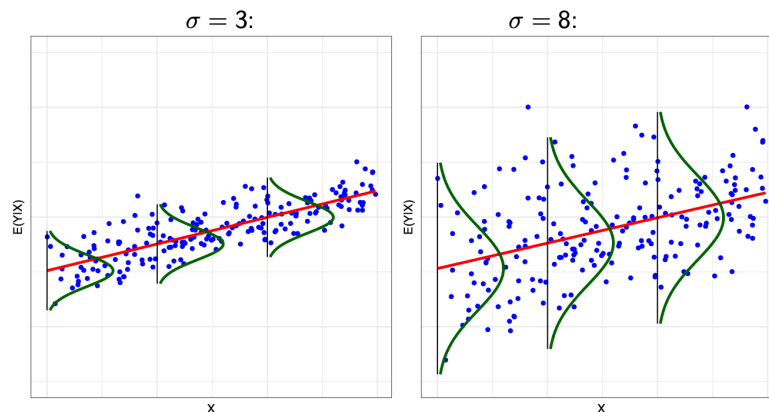 σ = 3:
σ = 8:
E(Y|X
E(Y|X
X
X